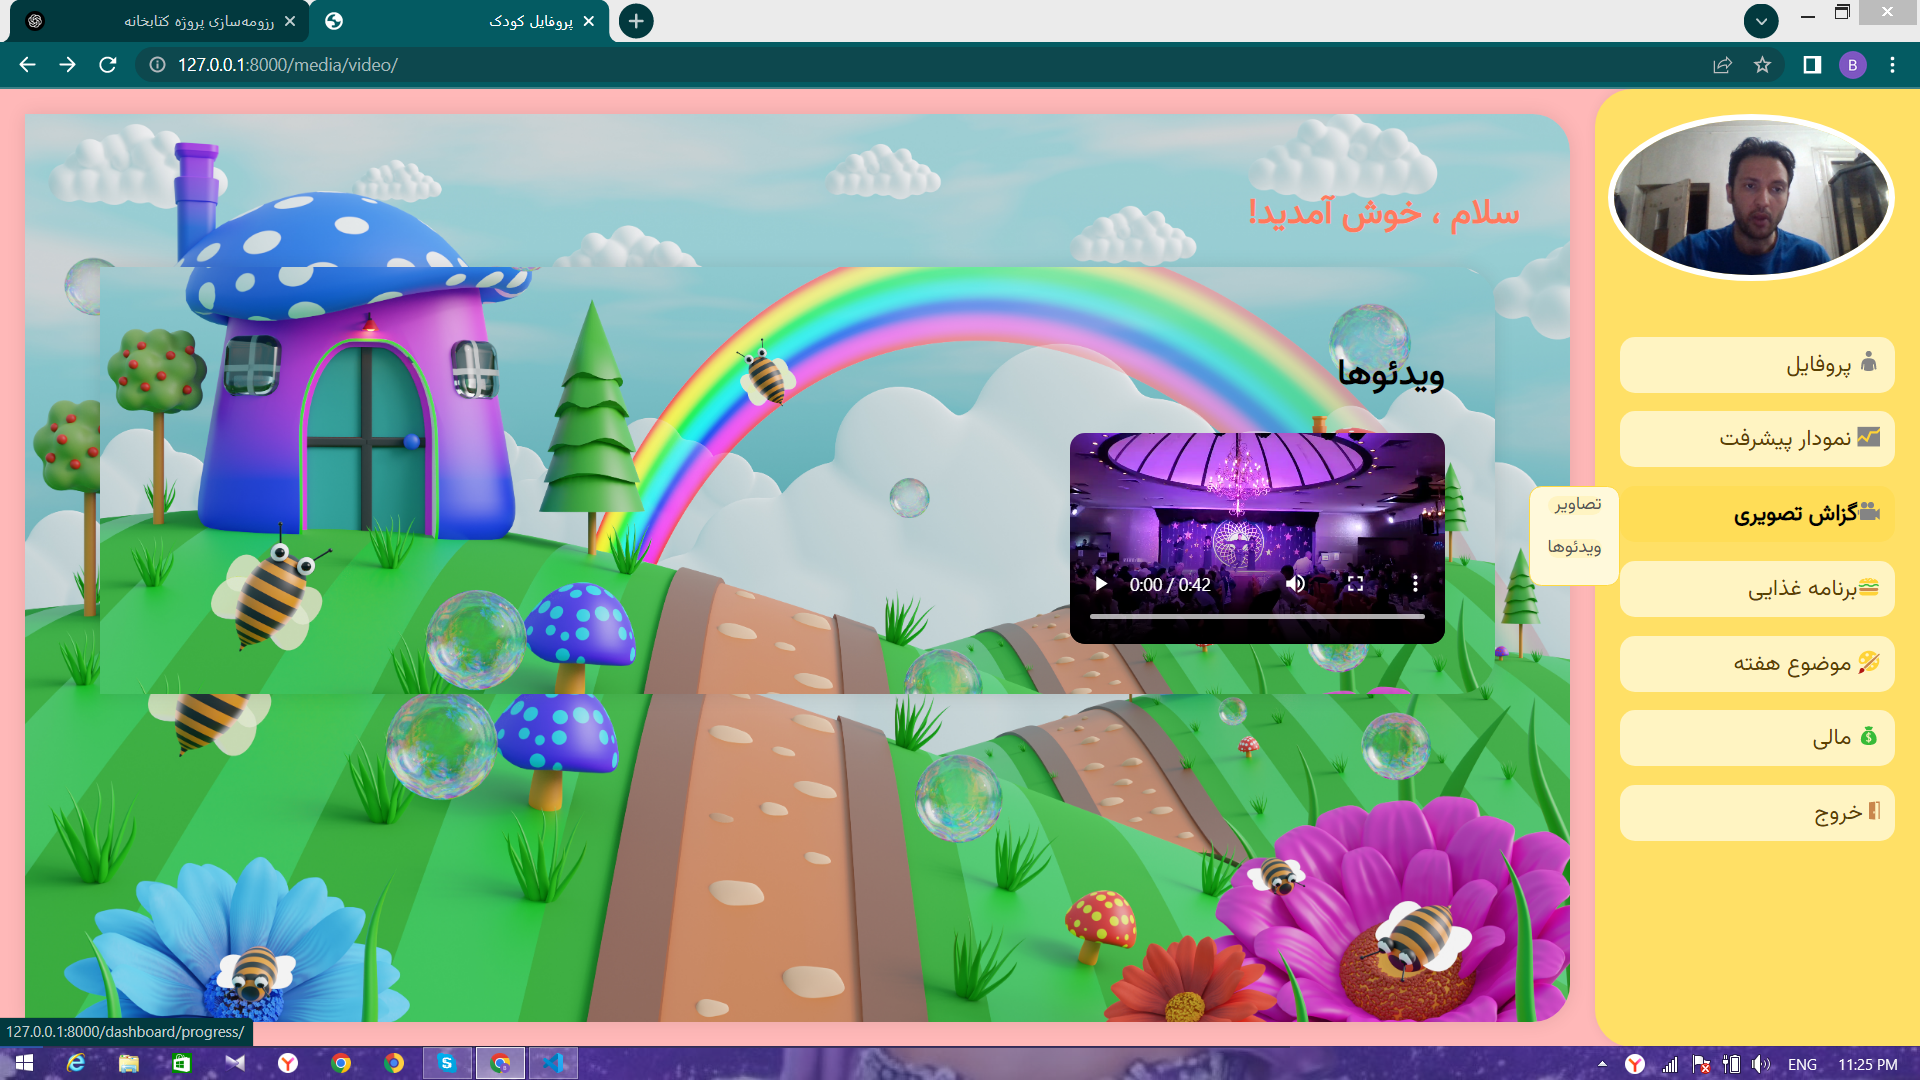 رزومه‌سازی پروژه کتابخانه
پروفایل کودک
127.0.0.1:8000/media/video/
B
سلام ، خوش آمدید!
ویدئوها
0:00 / 0:42
پروفایل
نمودار پیشرفت
گزاش تصویری
تصاویر
ویدئوها
برنامه غذایی
موضوع هفته
مالی
خروج
127.0.0.1:8000/dashboard/progress/
ENG
11:25 PM